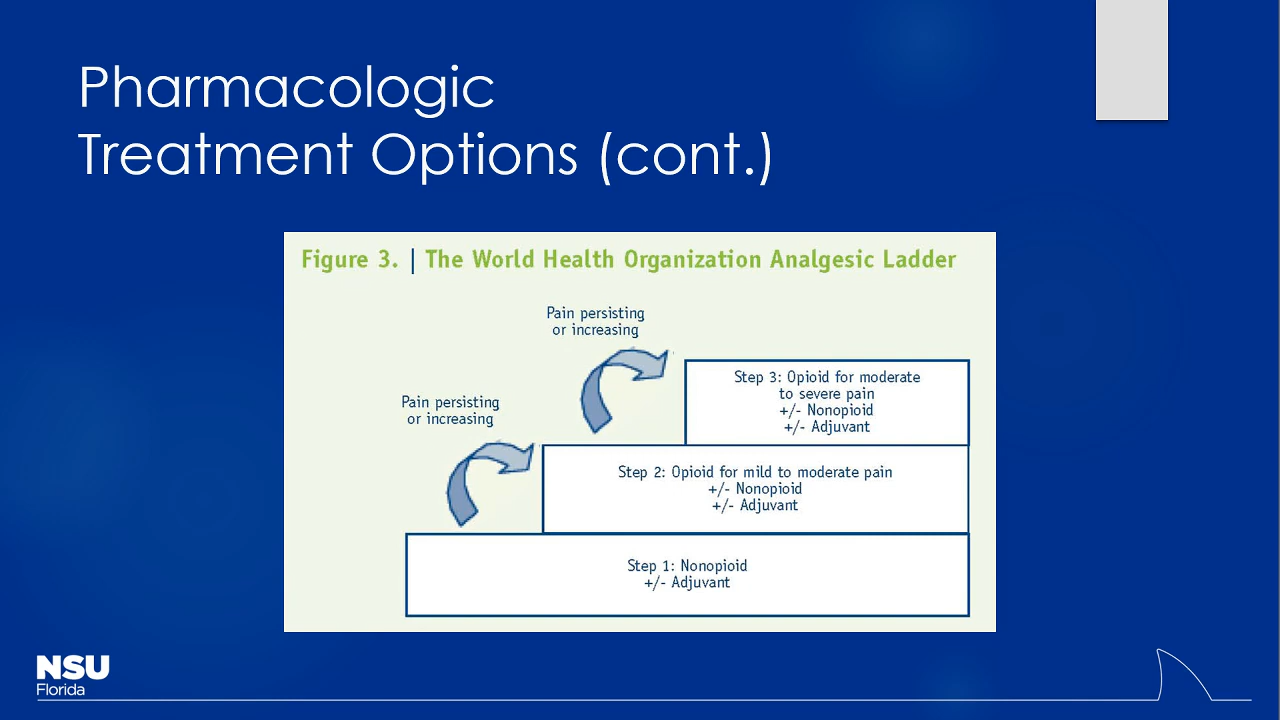 Pharmacologic
Treatment Options (cont.)
Figure 3. | The World Health Organization Analgesic Ladder
Pain persisting
or increasing
Step 3: Opioid for moderate
to severe pain
+/- Nonopioid
+/- Adjuvant
Pain persisting
or increasing
Step 2: Opioid for mild to moderate pain
+/- Nonopioid
+/- Adjuvant
Step 1: Nonopioid
+/- Adjuvant
NSU
Florida